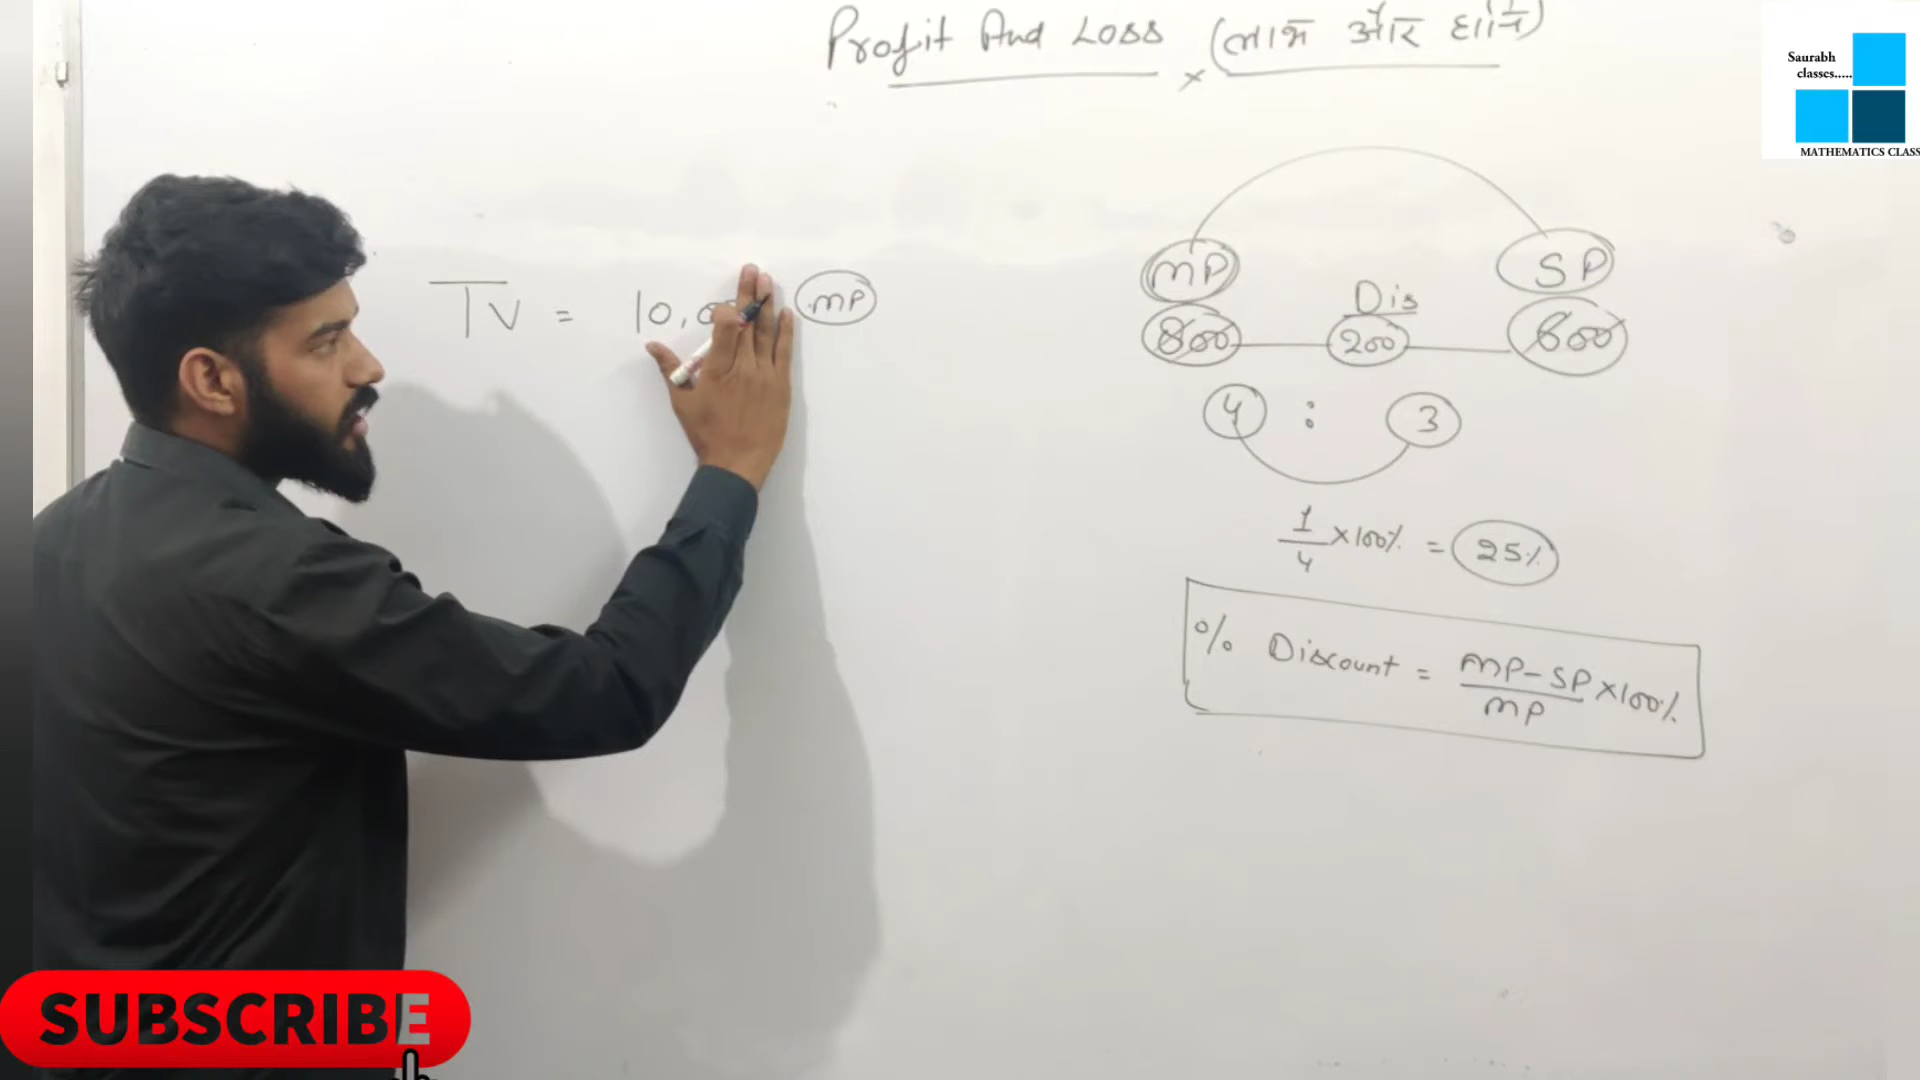 Profit And Loss (लाभ और हानि)
Saurabh
classes.....
MATHEMATICS CLASS
MP SP
TV = 10,0 MP
Dis
800 200 600
4 : 3
1/4 ×100% = 25%
% Discount = MP-SP/MP ×100%
SUBSCRIBE